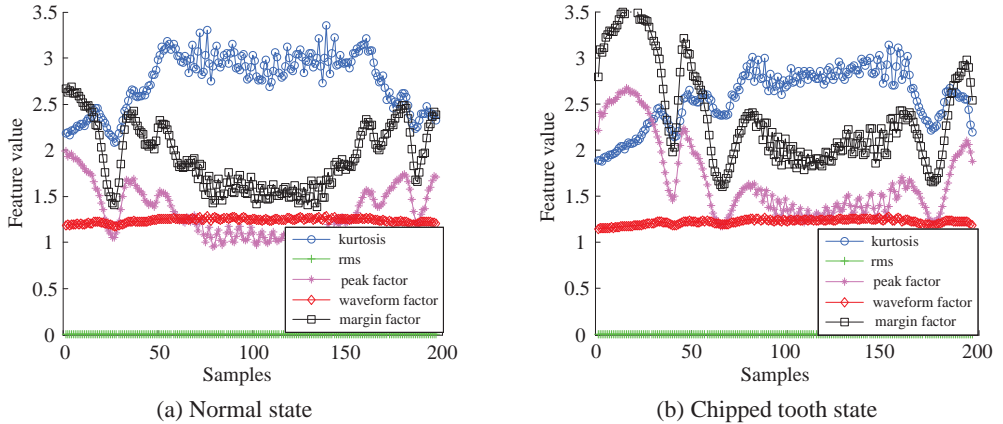 3.5
3
2.5
2
1.5
1
0.5
0
Feature value
0
50
100
150
200
Samples
kurtosis
rms
peak factor
waveform factor
margin factor
(a) Normal state
3.5
3
2.5
2
1.5
1
0.5
0
Feature value
0
50
100
150
200
Samples
kurtosis
rms
peak factor
waveform factor
margin factor
(b) Chipped tooth state